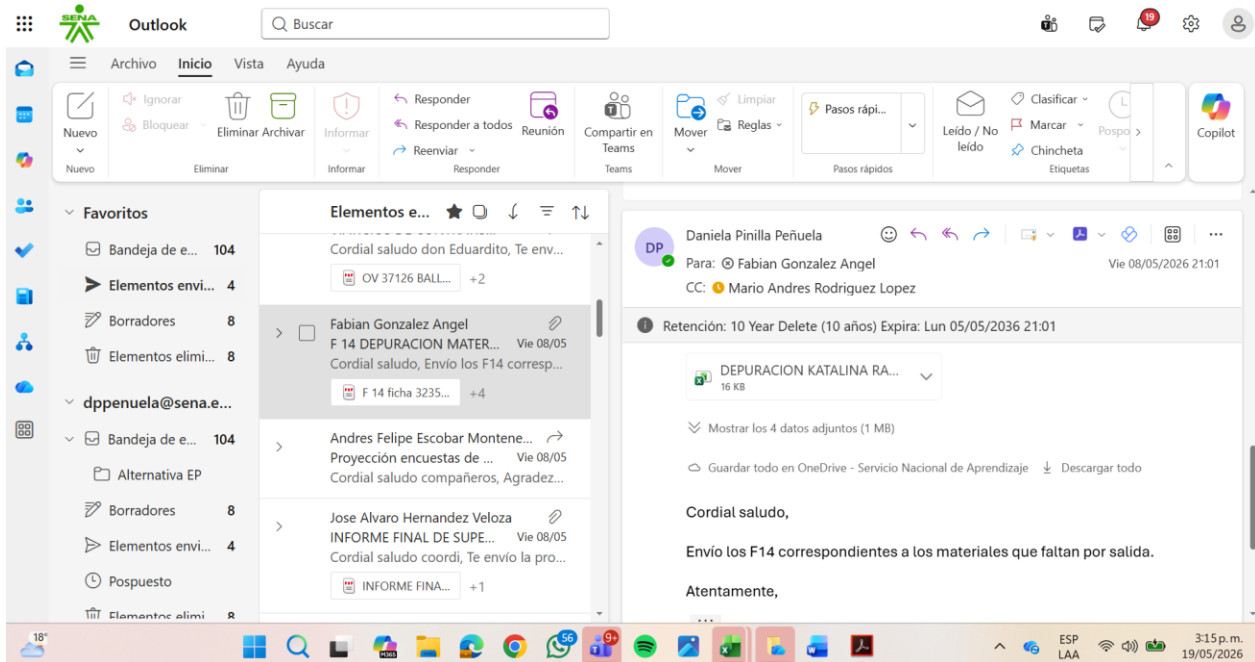 SENA
Outlook
Buscar
19
Archivo Inicio Vista Ayuda
Nuevo
Ignorar
Bloquear
Eliminar Archivar
Informar
Responder
Responder a todos
Reenviar
Reunión
Compartir en Teams
Mover
Limpiar
Reglas
Pasos rápi...
Leído / No leído
Clasificar
Marcar
Chincheta
Pospo
Copilot
Nuevo Eliminar Informar Responder Teams Mover Pasos rápidos Etiquetas
Favoritos
Bandeja de e... 104
Elementos envi... 4
Borradores 8
Elementos elimi... 8
dppenuela@sena.e...
Bandeja de e... 104
Alternativa EP
Borradores 8
Elementos envi... 4
Pospuesto
Elementos elimi 8
Elementos e...
Cordial saludo don Eduardito, Te env...
OV 37126 BALL... +2
Fabian Gonzalez Angel
F 14 DEPURACION MATER... Vie 08/05
Cordial saludo, Envío los F14 corresp...
F 14 ficha 3235... +4
Andres Felipe Escobar Montene...
Proyección encuestas de ... Vie 08/05
Cordial saludo compañeros, Agradez...
Jose Alvaro Hernandez Veloza
INFORME FINAL DE SUPE... Vie 08/05
Cordial saludo coordi, Te envío la pro...
INFORME FINA... +1
DP
Daniela Pinilla Peñuela
Para: Fabian Gonzalez Angel
Vie 08/05/2026 21:01
CC: Mario Andres Rodriguez Lopez
Retención: 10 Year Delete (10 años) Expira: Lun 05/05/2036 21:01
DEPURACION KATALINA RA...
16 KB
Mostrar los 4 datos adjuntos (1 MB)
Guardar todo en OneDrive - Servicio Nacional de Aprendizaje Descargar todo
Cordial saludo,
Envío los F14 correspondientes a los materiales que faltan por salida.
Atentamente,
...
18°
M365
56
9+
ESP
LAA
3:15 p. m.
19/05/2026